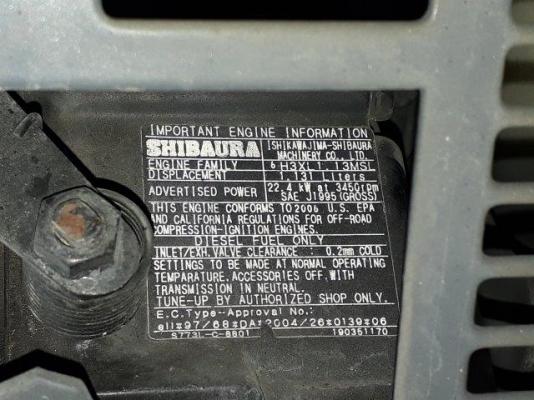 IMPORTANT ENGINE INFORMATION
SHIBAURA ISHIKAWAJIMA-SHIBAURA MACHINERY CO., LTD.
ENGINE FAMILY 6H3XL1.13MSL
DISPLACEMENT 1.131 Liters
ADVERTISED POWER 22.4 kW at 3450rpm
SAE J1995(GROSS)
THIS ENGINE CONFORMS TO 2006 U.S. EPA
AND CALIFORNIA REGULATIONS FOR OFF-ROAD
COMPRESSION-IGNITION ENGINES.
DIESEL FUEL ONLY
INLET/EXH.VALVE CLEARANCE : 0.2mm COLD
SETTINGS TO BE MADE AT NORMAL OPERATING
TEMPARATURE. ACCESSORIES OFF. WITH
TRANSMISSION IN NEUTRAL.
TUNE-UP BY AUTHORIZED SHOP ONLY.
E.C.Type-Approval No.:
e11*97/68*DA*2004/26*0139*06
S773L-C-BB01 190351170